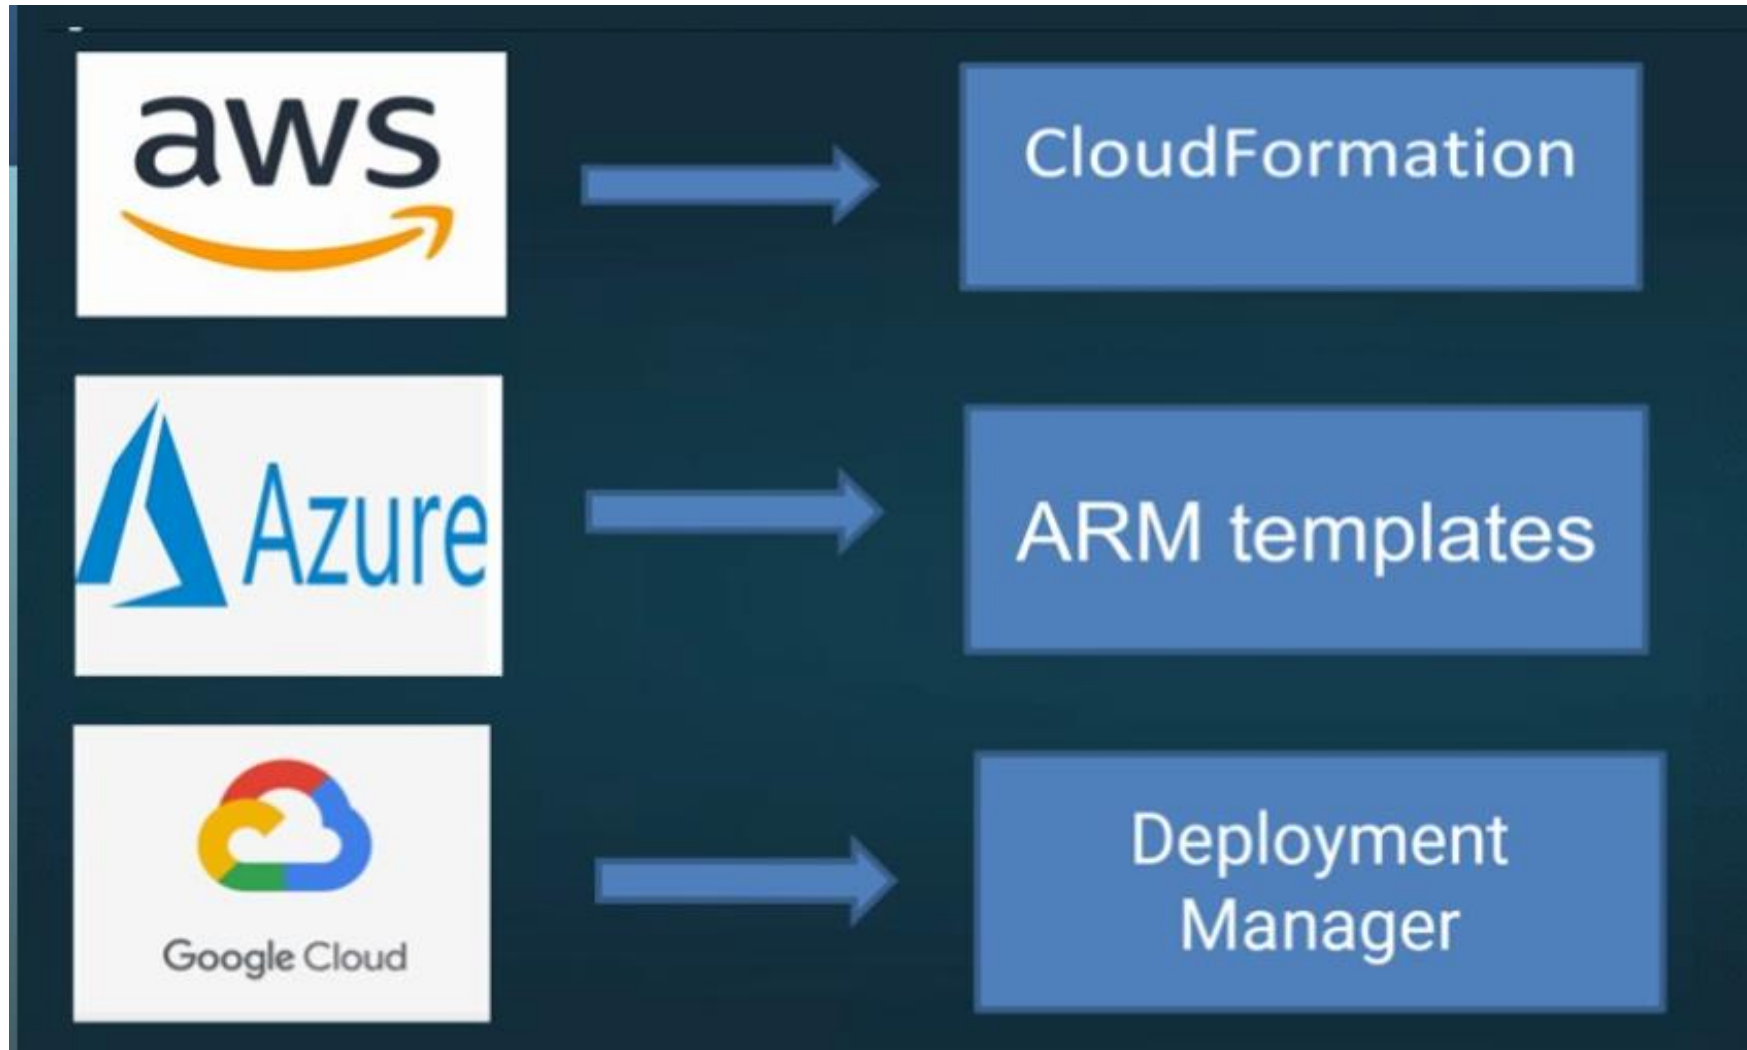 aws
CloudFormation
Azure
ARM templates
Google Cloud
Deployment
Manager